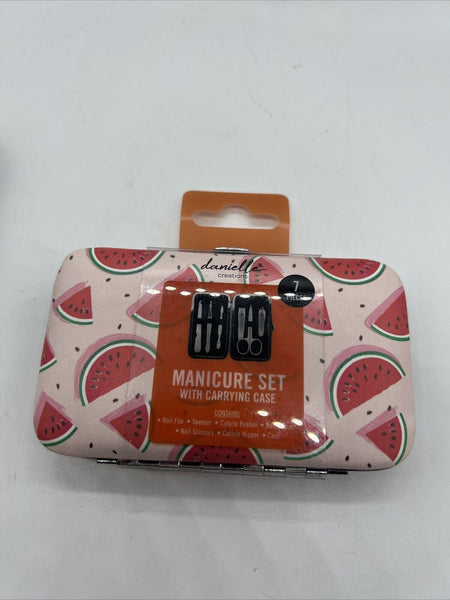 danielle
creations
7
PIECE
MANICURE SET
WITH CARRYING CASE
CONTAINS
• Nail File • Tweezer • Cuticle Pusher
• Nail Scissors • Cuticle Nipper • Case